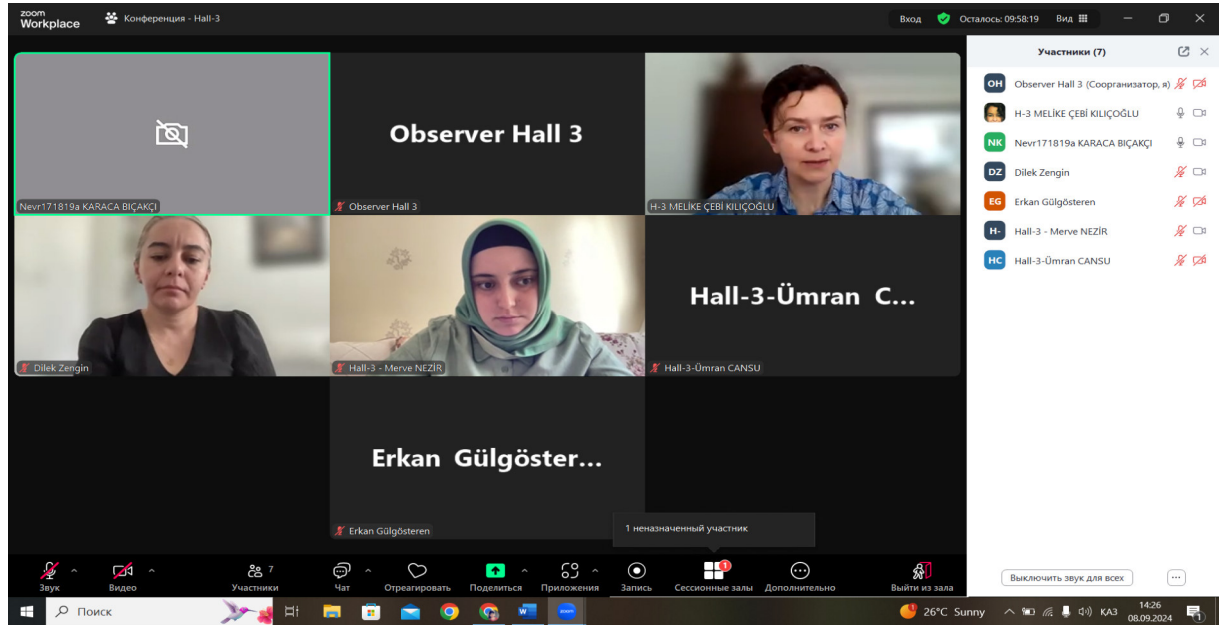 zoom
Workplace
Конференция - Hall-3
Вход
Осталось: 09:58:19
Вид
Участники (7)
Nevr171819a KARACA BIÇAKÇI
Observer Hall 3
Observer Hall 3
H-3 MELİKE ÇEBİ KILIÇOĞLU
Dilek Zengin
Hall-3 - Merve NEZİR
Hall-3-Ümran C...
Hall-3-Ümran CANSU
Erkan Gülgöster...
Erkan Gülgösteren
OH Observer Hall 3 (Соорганизатор, я)
H-3 MELİKE ÇEBİ KILIÇOĞLU
NK Nevr171819a KARACA BIÇAKÇI
DZ Dilek Zengin
EG Erkan Gülgösteren
H- Hall-3 - Merve NEZİR
HC Hall-3-Ümran CANSU
1 неназначенный участник
Звук
Видео
7
Участники
Чат
Отреагировать
Поделиться
Приложения
Запись
1
Сессионные залы
Дополнительно
Выйти из зала
Выключить звук для всех
...
Поиск
26°C Sunny
ҚАЗ
14:26
08.09.2024
1